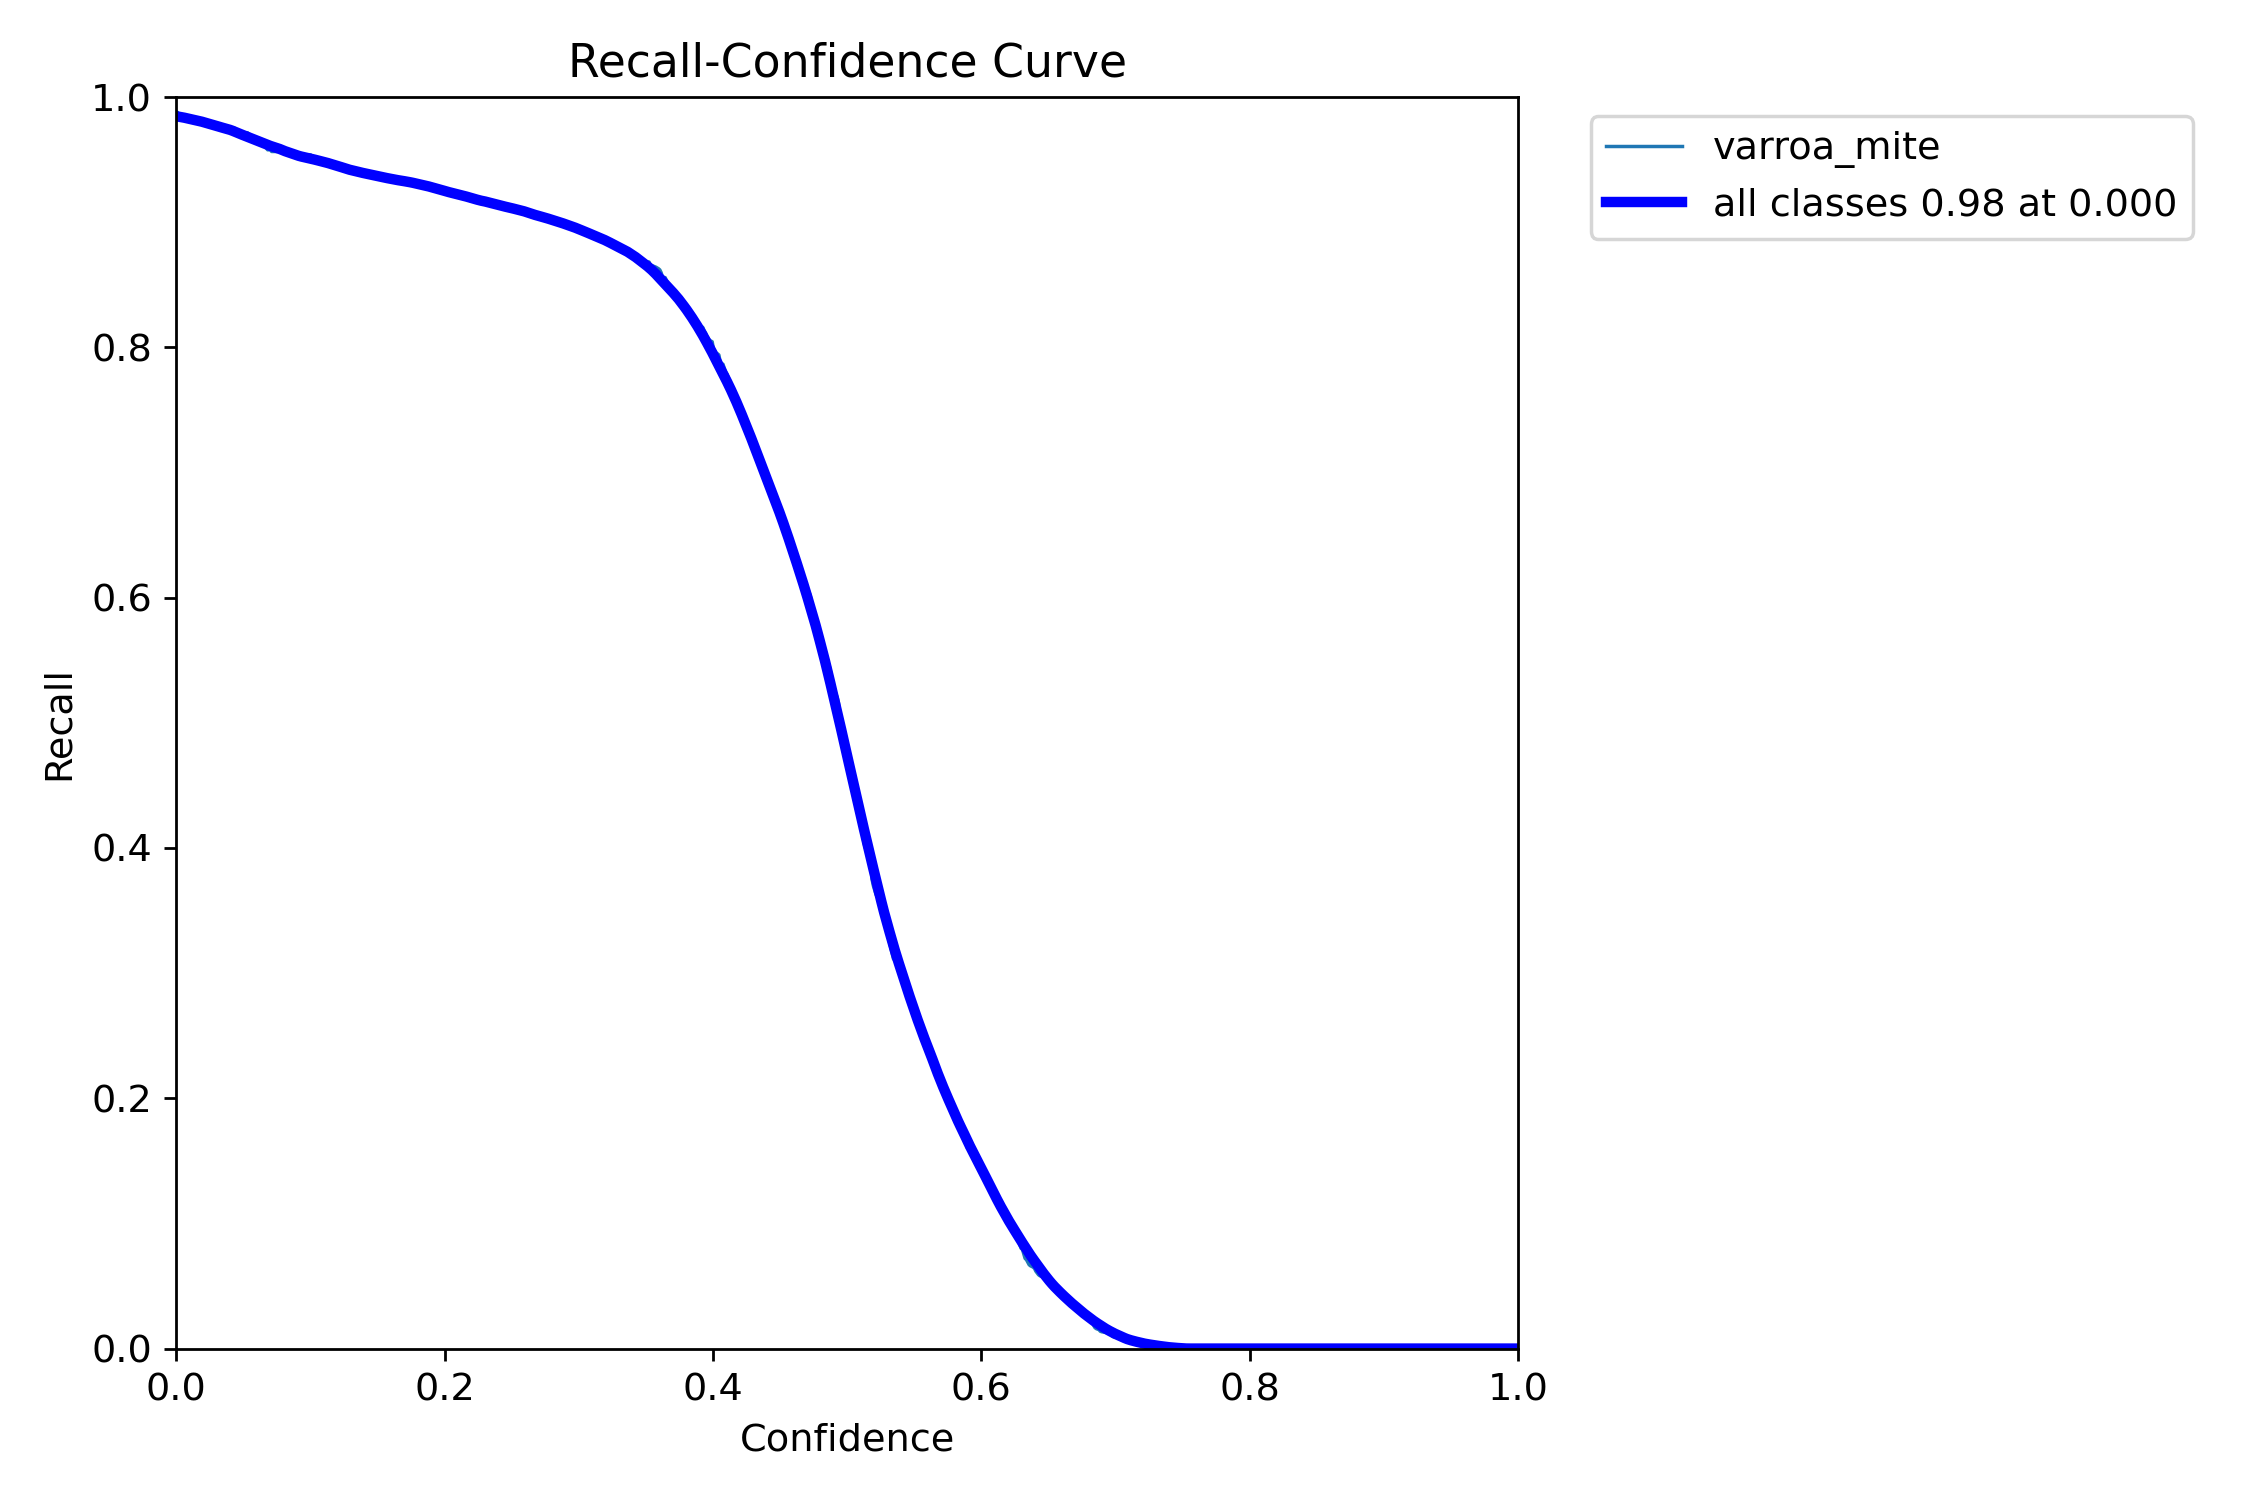 Recall-Confidence Curve
1.0
0.8
0.6
0.4
0.2
0.0
Recall
0.0 0.2 0.4 0.6 0.8 1.0
Confidence
varroa_mite
all classes 0.98 at 0.000